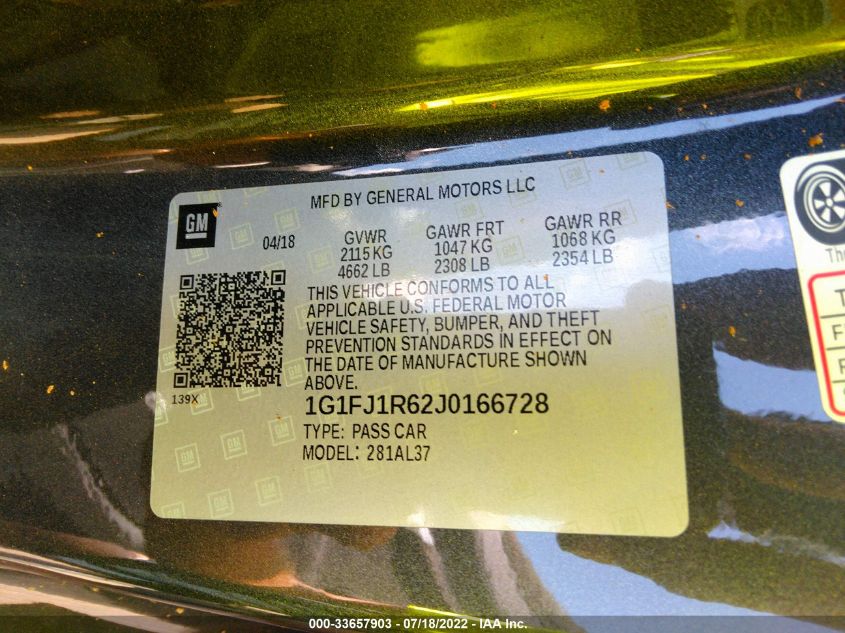 MFD BY GENERAL MOTORS LLC
GM
04/18
GVWR
2115 KG
4662 LB
GAWR FRT
1047 KG
2308 LB
GAWR RR
1068 KG
2354 LB
THIS VEHICLE CONFORMS TO ALL
APPLICABLE U.S. FEDERAL MOTOR
VEHICLE SAFETY, BUMPER, AND THEFT
PREVENTION STANDARDS IN EFFECT ON
THE DATE OF MANUFACTURE SHOWN
ABOVE.
139X
1G1FJ1R62J0166728
TYPE: PASS CAR
MODEL: 281AL37
000-33657903 - 07/18/2022 - IAA Inc.